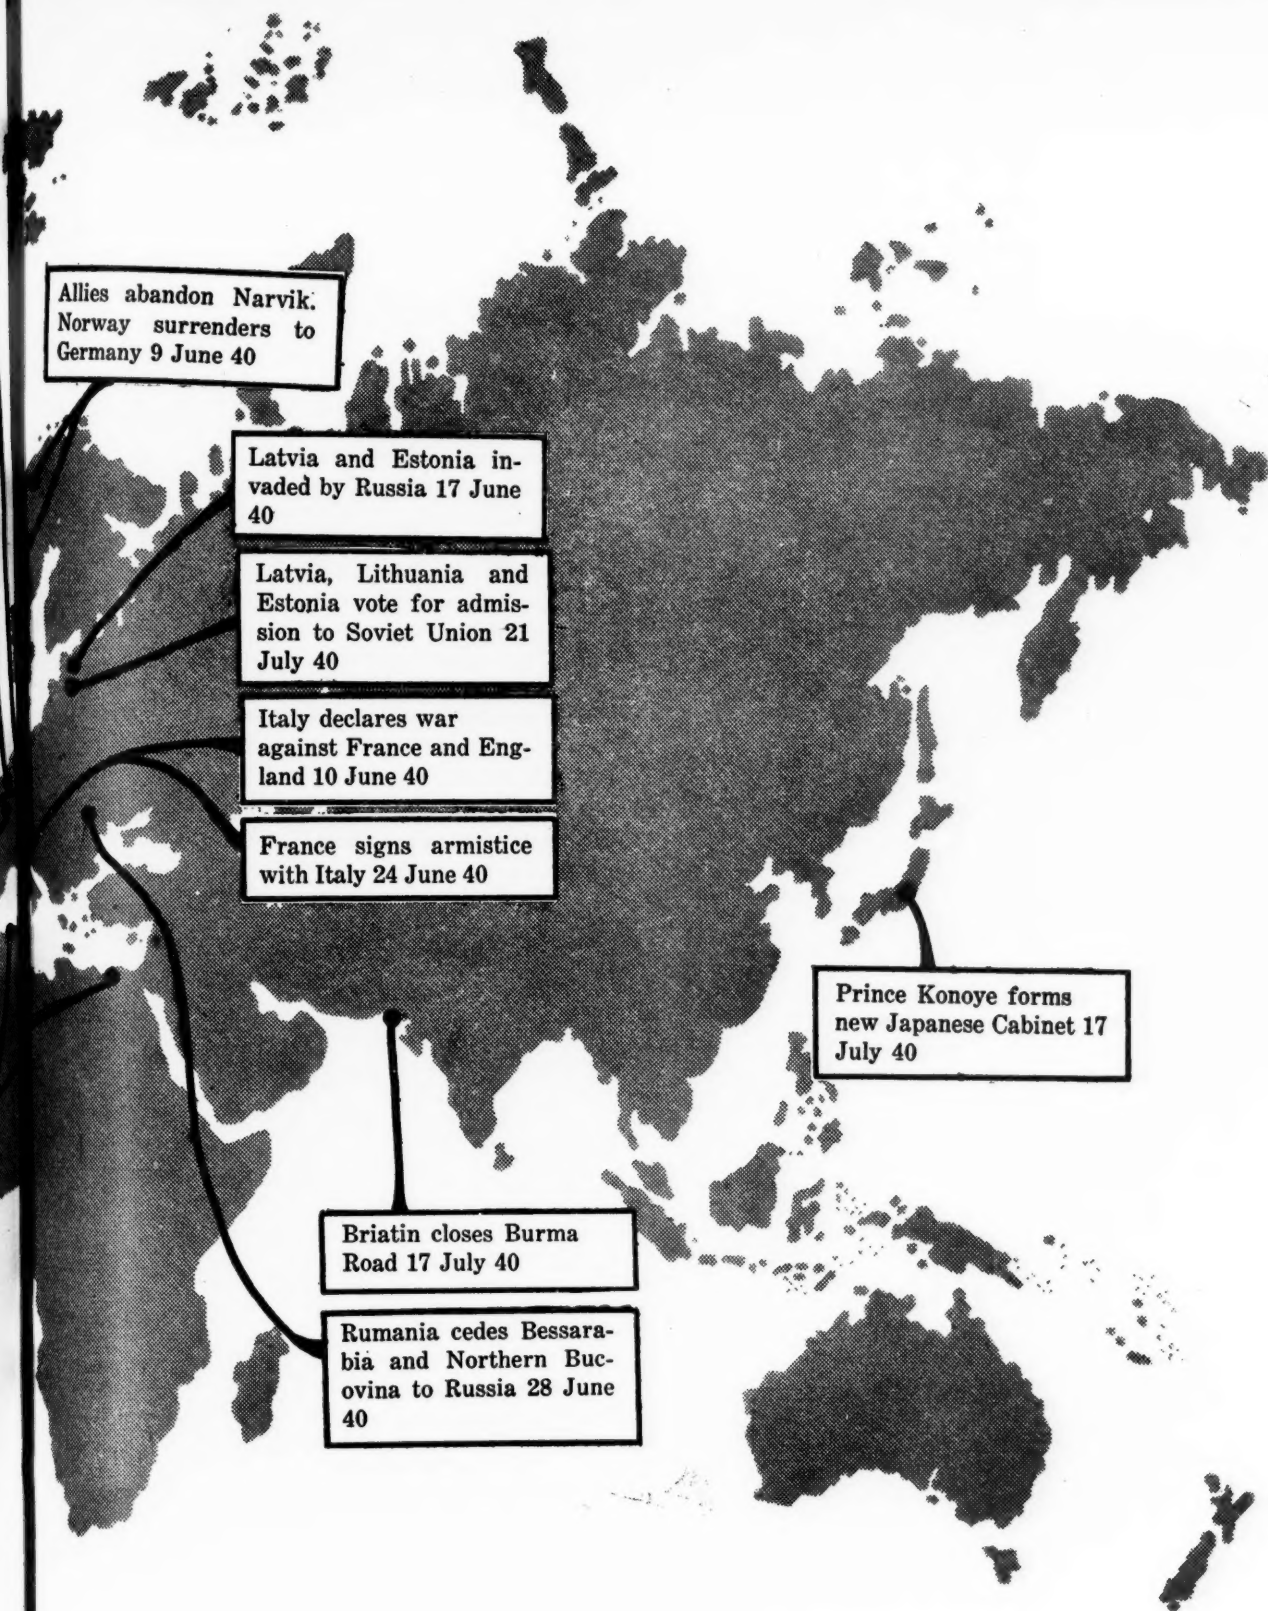 Allies abandon Narvik.
Norway surrenders to
Germany 9 June 40
Latvia and Estonia in-
vaded by Russia 17 June
40
Latvia, Lithuania and
Estonia vote for admis-
sion to Soviet Union 21
July 40
Italy declares war
against France and Eng-
land 10 June 40
France signs armistice
with Italy 24 June 40
Prince Konoye forms
new Japanese Cabinet 17
July 40
Briatin closes Burma
Road 17 July 40
Rumania cedes Bessara-
bia and Northern Buc-
ovina to Russia 28 June
40